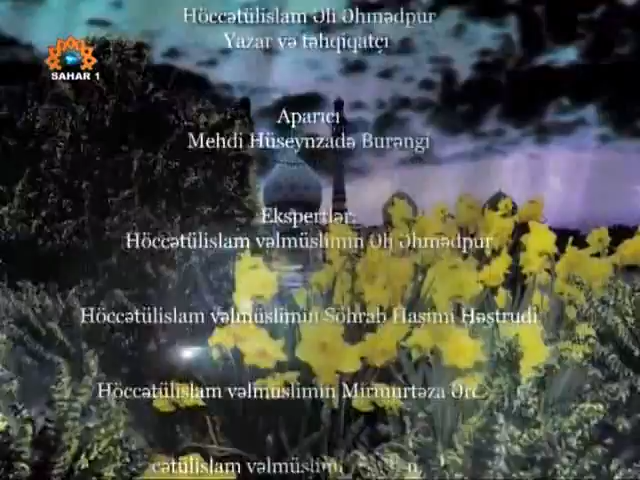 Höccətülislam Əli Əhmədpur
Yazar və təhqiqatçı
SAHAR 1
Aparıcı
Mehdi Hüseynzadə Burəngi
Ekspertlər:
Höccətülislam vəlmüslimin Əli Əhmədpur
Höccətülislam vəlmüslimin Söhrab Haşimi Həştrudi
Höccətülislam vəlmüslimin Mirmurtəza